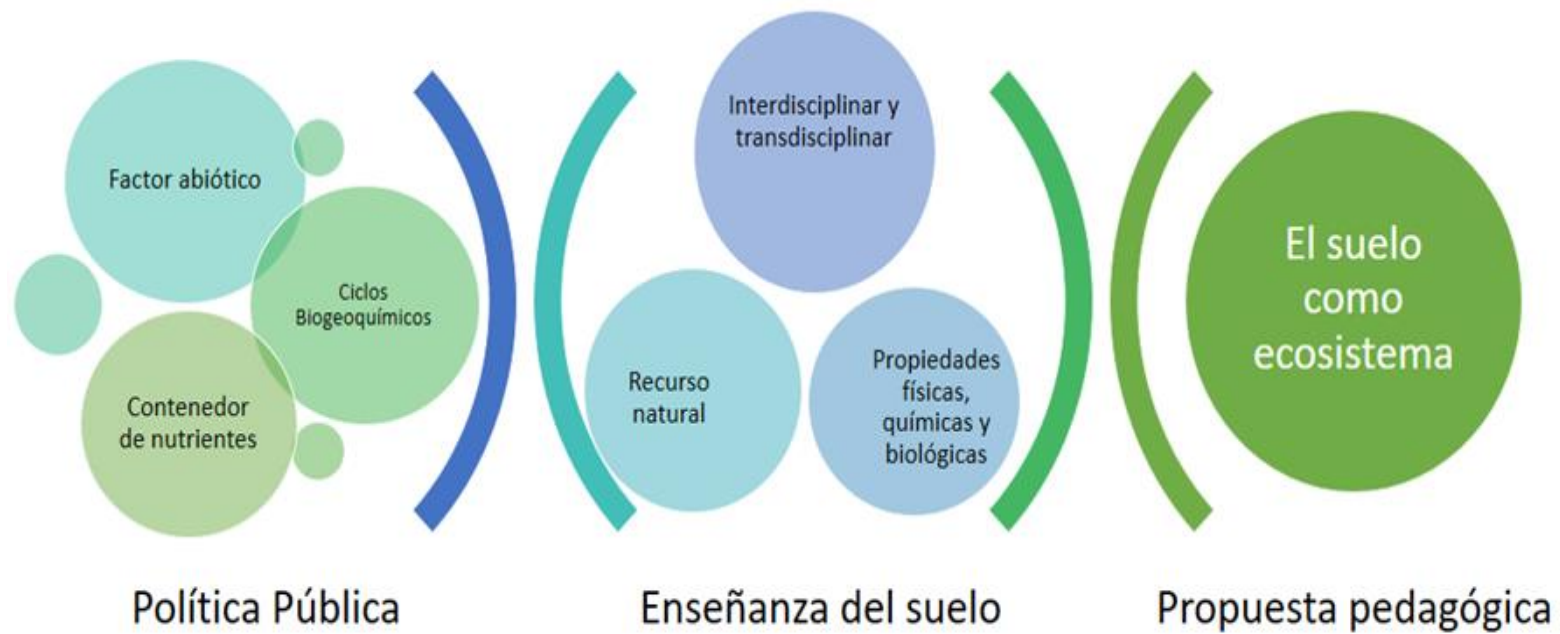 Factor abiótico
Ciclos
Biogeoquímicos
Contenedor
de nutrientes
Política Pública
Interdisciplinar y
transdisciplinar
Recurso
natural
Propiedades
físicas,
químicas y
biológicas
Enseñanza del suelo
El suelo
como
ecosistema
Propuesta pedagógica